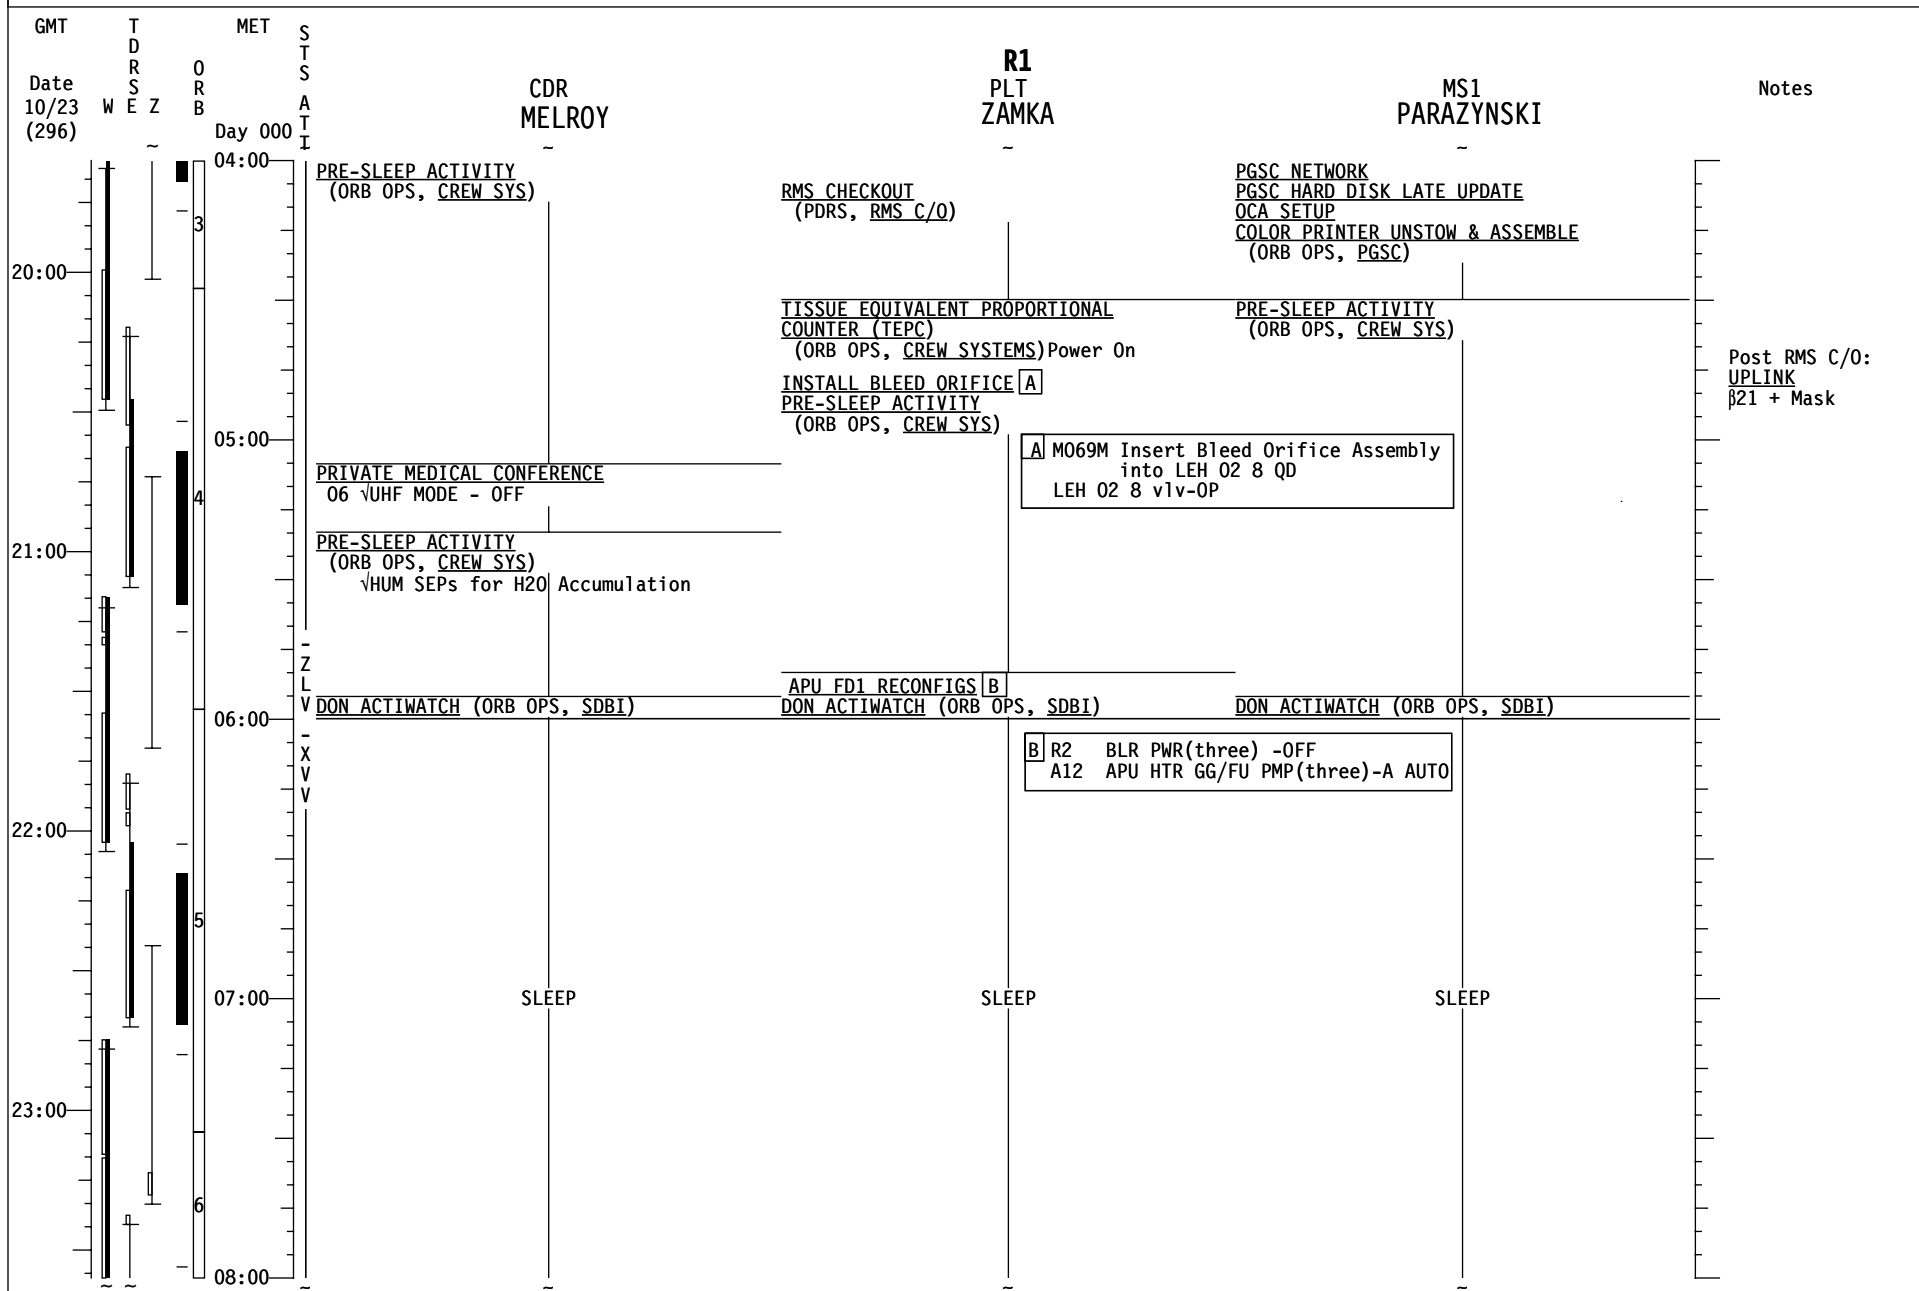 GMT
TDRS
MET
STS ATT
ORB
R1
Date
10/23
(296)
W E Z
Day 000
CDR
MELROY
PLT
ZAMKA
MS1
PARAZYNSKI
Notes
~ ~ ~ ~
04:00
PRE-SLEEP ACTIVITY
(ORB OPS, CREW SYS)
RMS CHECKOUT
(PDRS, RMS C/O)
PGSC NETWORK
PGSC HARD DISK LATE UPDATE
OCA SETUP
COLOR PRINTER UNSTOW & ASSEMBLE
(ORB OPS, PGSC)
3
20:00
TISSUE EQUIVALENT PROPORTIONAL
COUNTER (TEPC)
(ORB OPS, CREW SYSTEMS)Power On
INSTALL BLEED ORIFICE A
PRE-SLEEP ACTIVITY
(ORB OPS, CREW SYS)
PRE-SLEEP ACTIVITY
(ORB OPS, CREW SYS)
Post RMS C/O:
UPLINK
β21 + Mask
05:00
A MO69M Insert Bleed Orifice Assembly
into LEH O2 8 QD
LEH O2 8 vlv-OP
PRIVATE MEDICAL CONFERENCE
O6 √UHF MODE - OFF
4
21:00
PRE-SLEEP ACTIVITY
(ORB OPS, CREW SYS)
√HUM SEPs for H2O Accumulation
-ZLV
APU FD1 RECONFIGS B
DON ACTIWATCH (ORB OPS, SDBI)
DON ACTIWATCH (ORB OPS, SDBI)
DON ACTIWATCH (ORB OPS, SDBI)
06:00
-XVV
B R2 BLR PWR(three) -OFF
A12 APU HTR GG/FU PMP(three)-A AUTO
22:00
5
07:00
SLEEP
SLEEP
SLEEP
23:00
6
08:00
~ ~ ~ ~ ~ ~